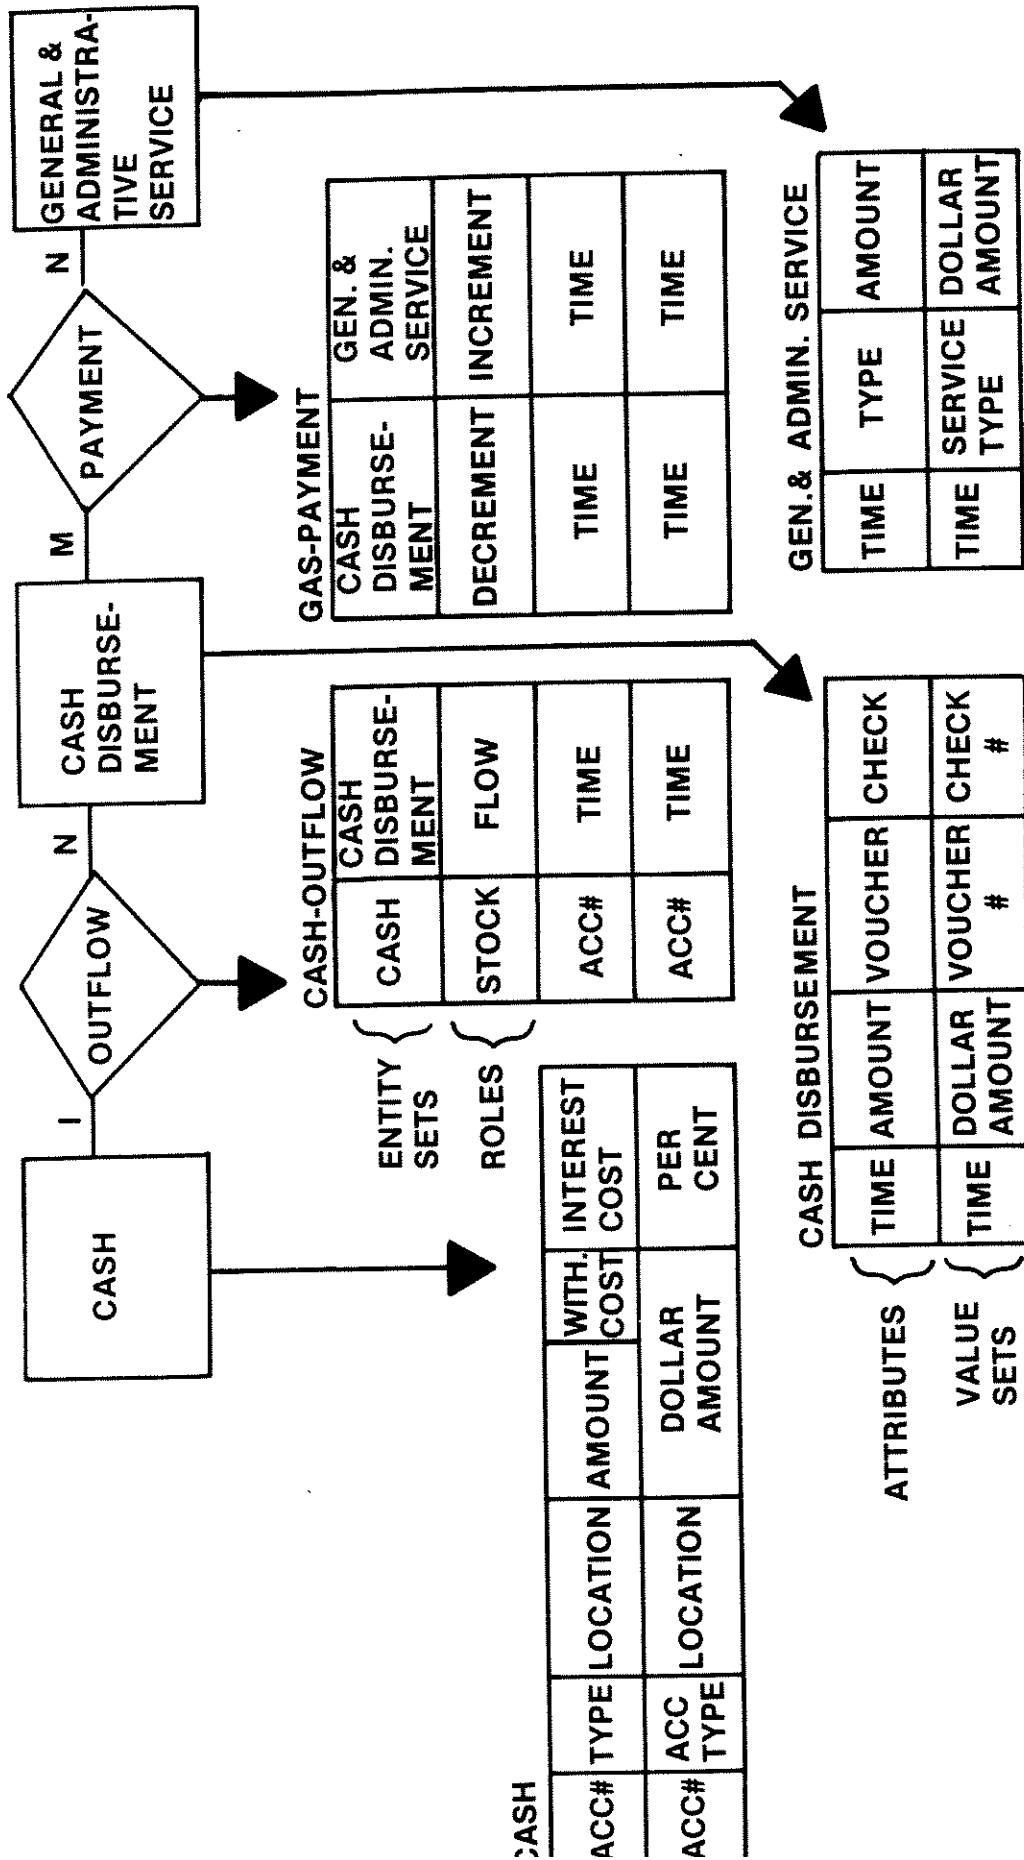 CASH
I
OUTFLOW
N
CASH
DISBURSE-
MENT
M
PAYMENT
N
GENERAL &
ADMINISTRA-
TIVE
SERVICE
ENTITY
SETS
ROLES
CASH-OUTFLOW
CASH
CASH
DISBURSE-
MENT
STOCK
FLOW
ACC#
TIME
ACC#
TIME
GAS-PAYMENT
CASH
DISBURSE-
MENT
GEN. &
ADMIN.
SERVICE
DECREMENT
INCREMENT
TIME
TIME
TIME
TIME
CASH
ACC#
TYPE
LOCATION
AMOUNT
WITH.
COST
INTEREST
COST
ACC#
ACC
TYPE
LOCATION
DOLLAR
AMOUNT
PER
CENT
ATTRIBUTES
VALUE
SETS
CASH DISBURSEMENT
TIME
AMOUNT
VOUCHER
CHECK
TIME
DOLLAR
AMOUNT
VOUCHER
#
CHECK
#
GEN.& ADMIN. SERVICE
TIME
TYPE
AMOUNT
TIME
SERVICE
TYPE
DOLLAR
AMOUNT